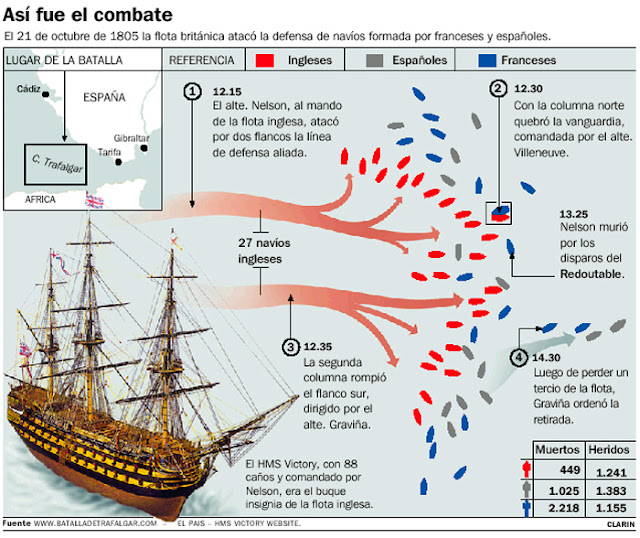 Así fue el combate
El 21 de octubre de 1805 la flota británica atacó la defensa de navíos formada por franceses y españoles.
LUGAR DE LA BATALLA
REFERENCIA
Ingleses
Españoles
Franceses
Cádiz
ESPAÑA
Gibraltar
Tarifa
C. Trafalgar
AFRICA
1 12.15
El alte. Nelson, al mando
de la flota inglesa, atacó
por dos flancos la línea
de defensa aliada.
2 12.30
Con la columna norte
quebró la vanguardia,
comandada por el alte.
Villeneuve.
13.25
Nelson murió
por los
disparos del
Redoutable.
27 navíos
ingleses
3 12.35
La segunda
columna rompió
el flanco sur,
dirigido por el
alte. Graviña.
4 14.30
Luego de perder un
tercio de la flota,
Graviña ordenó la
retirada.
El HMS Victory, con 88
caños y comandado por
Nelson, era el buque
insignia de la flota inglesa.
Muertos Heridos
449 1.241
1.025 1.383
2.218 1.155
Fuente WWW.BATALLADETRAFALGAR.COM – EL PAIS – HMS VICTORY WEBSITE.
CLARIN